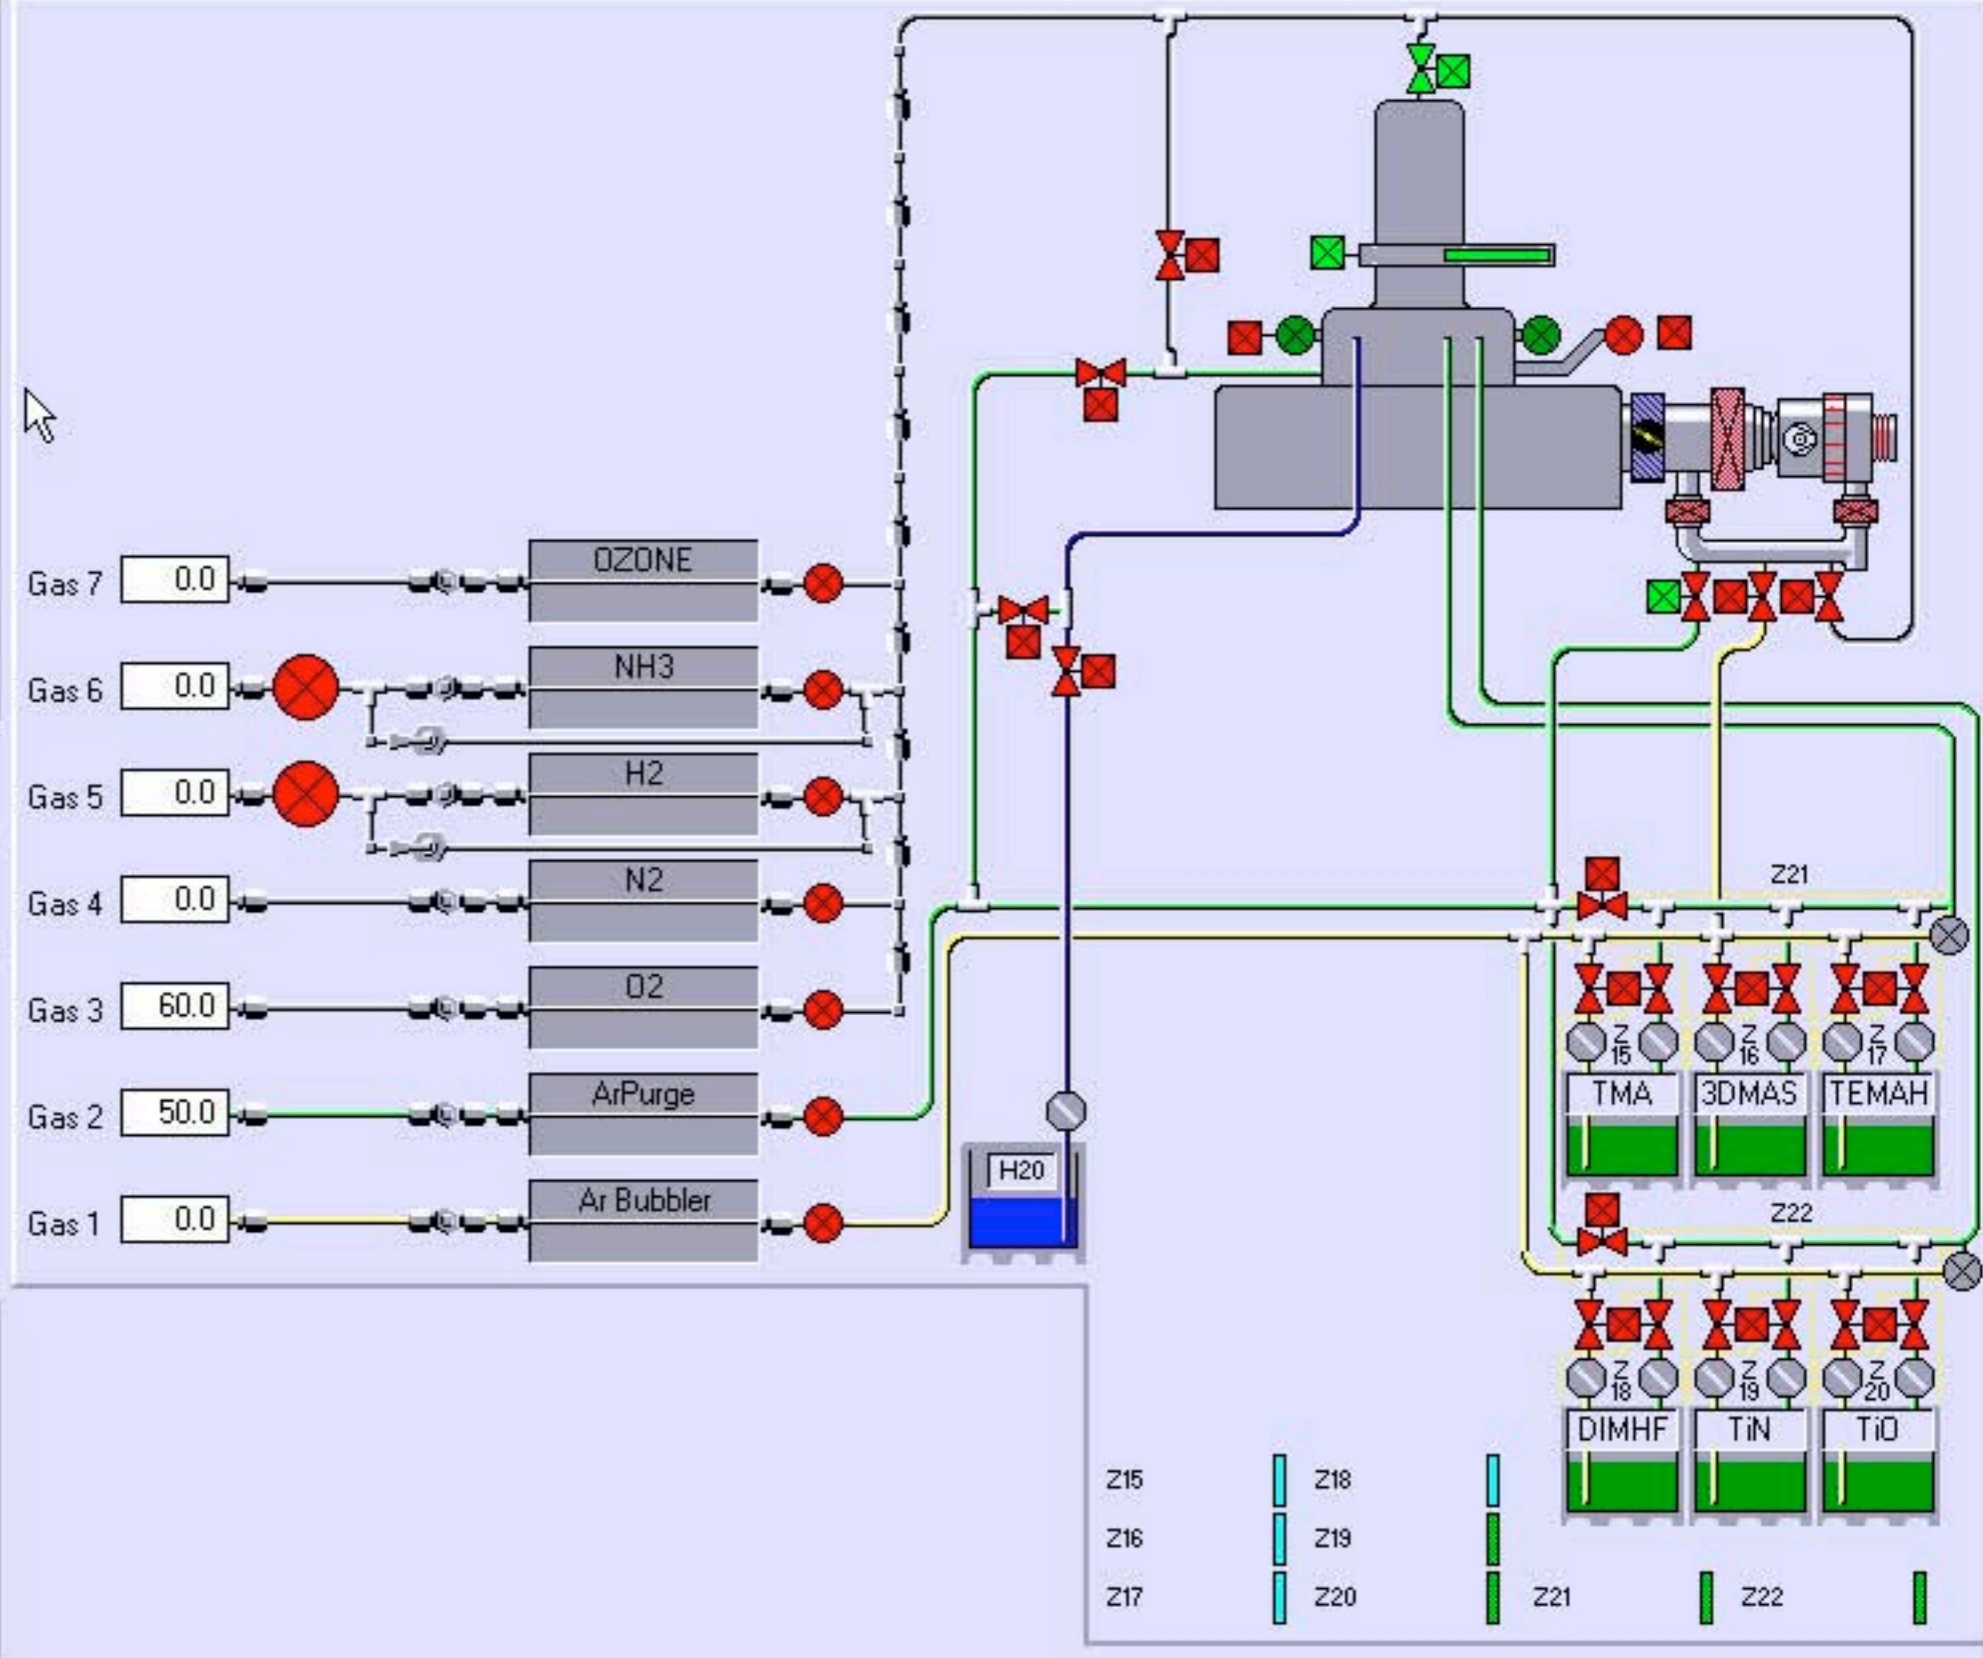 Gas 7 0.0 OZONE
Gas 6 0.0 NH3
Gas 5 0.0 H2
Gas 4 0.0 N2
Gas 3 60.0 O2
Gas 2 50.0 ArPurge
Gas 1 0.0 Ar Bubbler
H20
Z21
Z 15 Z 16 Z 17
TMA 3DMAS TEMAH
Z22
Z 18 Z 19 Z 20
DIMHF TiN TiO
Z15 Z18
Z16 Z19
Z17 Z20 Z21 Z22